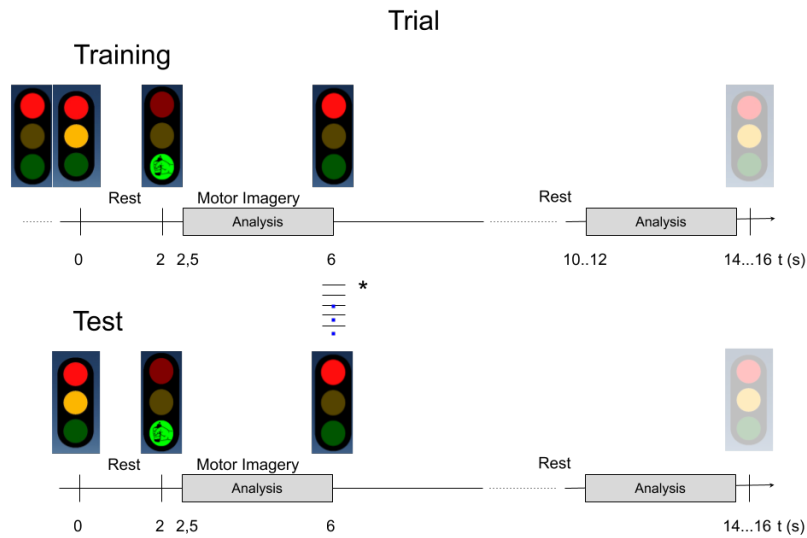 Trial
Training
Rest
Motor Imagery
Rest
Analysis
Analysis
0
2
2,5
6
10..12
14...16
t (s)
*
Test
Rest
Motor Imagery
Rest
Analysis
Analysis
0
2
2,5
6
14...16
t (s)